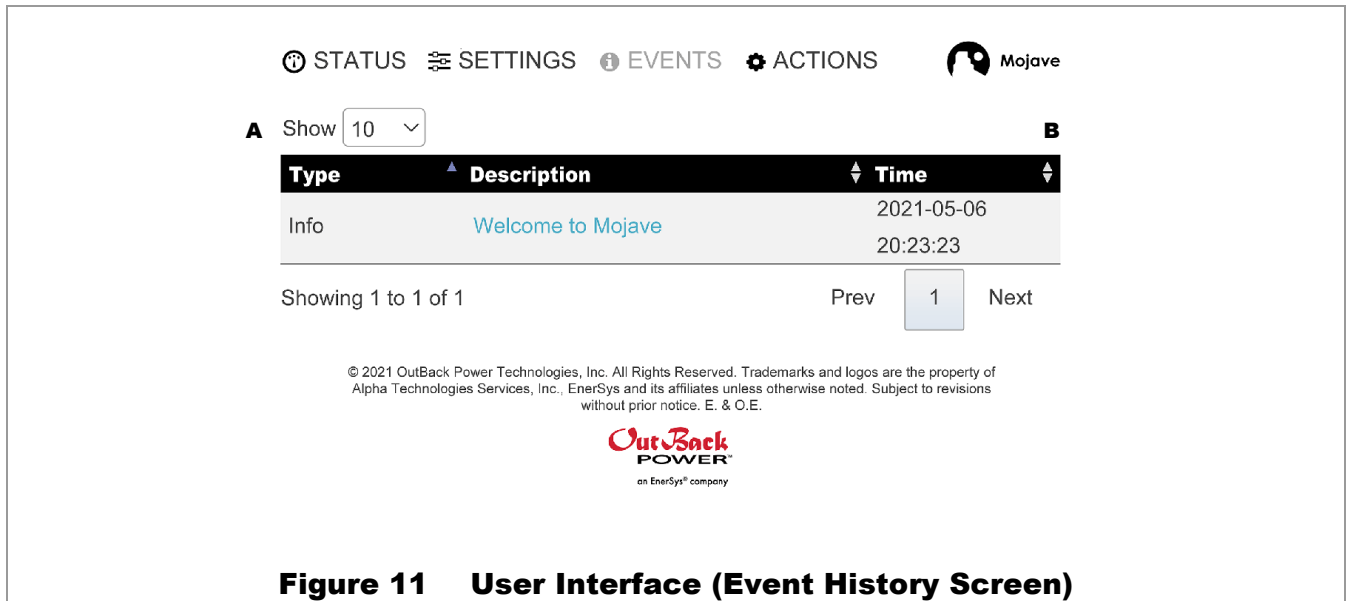 STATUS SETTINGS EVENTS ACTIONS Mojave
A Show 10 B
Type Description Time
Info Welcome to Mojave 2021-05-06
20:23:23
Showing 1 to 1 of 1 Prev 1 Next
© 2021 OutBack Power Technologies, Inc. All Rights Reserved. Trademarks and logos are the property of
Alpha Technologies Services, Inc., EnerSys and its affiliates unless otherwise noted. Subject to revisions
without prior notice. E. & O.E.
OutBack
POWER™
an EnerSys® company
Figure 11 User Interface (Event History Screen)